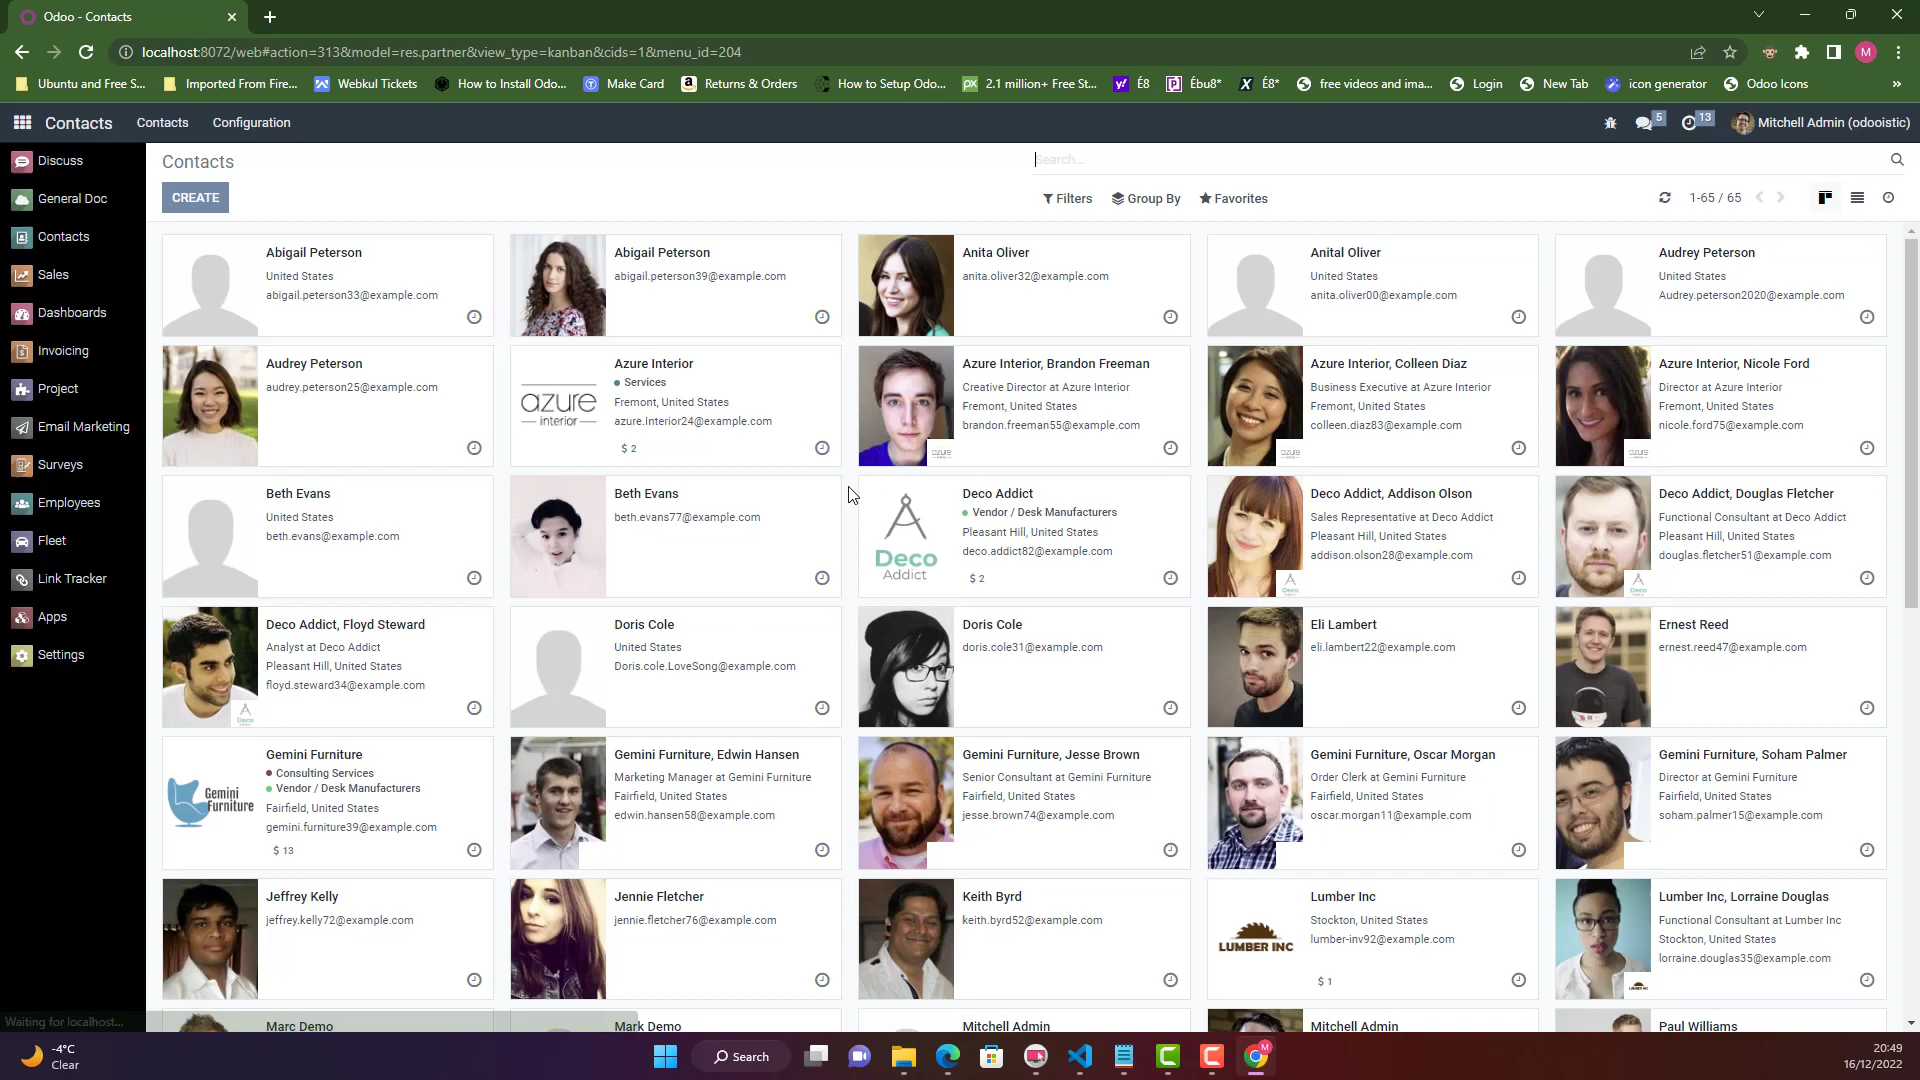 Odoo - Contacts
localhost:8072/web#action=313&model=res.partner&view_type=kanban&cids=1&menu_id=204
M
Ubuntu and Free S...
Imported From Fire...
Webkul Tickets
How to Install Odo...
Make Card
Returns & Orders
How to Setup Odo...
2.1 million+ Free St...
É8
Ébu8*
É8*
free videos and ima...
Login
New Tab
icon generator
Odoo Icons
»
Contacts
Contacts
Configuration
5
13
Mitchell Admin (odooistic)
Discuss
General Doc
Contacts
Sales
Dashboards
Invoicing
Project
Email Marketing
Surveys
Employees
Fleet
Link Tracker
Apps
Settings
Contacts
Search...
CREATE
Filters
Group By
Favorites
1-65 / 65
Abigail Peterson
United States
abigail.peterson33@example.com
Abigail Peterson
abigail.peterson39@example.com
Anita Oliver
anita.oliver32@example.com
Anital Oliver
United States
anita.oliver00@example.com
Audrey Peterson
United States
Audrey.peterson2020@example.com
Audrey Peterson
audrey.peterson25@example.com
azure
interior
Azure Interior
Services
Fremont, United States
azure.Interior24@example.com
$ 2
Azure Interior, Brandon Freeman
Creative Director at Azure Interior
Fremont, United States
brandon.freeman55@example.com
Azure Interior, Colleen Diaz
Business Executive at Azure Interior
Fremont, United States
colleen.diaz83@example.com
Azure Interior, Nicole Ford
Director at Azure Interior
Fremont, United States
nicole.ford75@example.com
Beth Evans
United States
beth.evans@example.com
Beth Evans
beth.evans77@example.com
Deco
Addict
Deco Addict
Vendor / Desk Manufacturers
Pleasant Hill, United States
deco.addict82@example.com
$ 2
Deco Addict, Addison Olson
Sales Representative at Deco Addict
Pleasant Hill, United States
addison.olson28@example.com
Deco Addict, Douglas Fletcher
Functional Consultant at Deco Addict
Pleasant Hill, United States
douglas.fletcher51@example.com
Deco Addict, Floyd Steward
Analyst at Deco Addict
Pleasant Hill, United States
floyd.steward34@example.com
Doris Cole
United States
Doris.cole.LoveSong@example.com
Doris Cole
doris.cole31@example.com
Eli Lambert
eli.lambert22@example.com
Ernest Reed
ernest.reed47@example.com
Gemini
Furniture
Gemini Furniture
Consulting Services
Vendor / Desk Manufacturers
Fairfield, United States
gemini.furniture39@example.com
$ 13
Gemini Furniture, Edwin Hansen
Marketing Manager at Gemini Furniture
Fairfield, United States
edwin.hansen58@example.com
Gemini Furniture, Jesse Brown
Senior Consultant at Gemini Furniture
Fairfield, United States
jesse.brown74@example.com
Gemini Furniture, Oscar Morgan
Order Clerk at Gemini Furniture
Fairfield, United States
oscar.morgan11@example.com
Gemini Furniture, Soham Palmer
Director at Gemini Furniture
Fairfield, United States
soham.palmer15@example.com
Jeffrey Kelly
jeffrey.kelly72@example.com
Jennie Fletcher
jennie.fletcher76@example.com
Keith Byrd
keith.byrd52@example.com
LUMBER INC
Lumber Inc
Stockton, United States
lumber-inv92@example.com
$ 1
Lumber Inc, Lorraine Douglas
Functional Consultant at Lumber Inc
Stockton, United States
lorraine.douglas35@example.com
Marc Demo
Mark Demo
Mitchell Admin
Mitchell Admin
Paul Williams
Waiting for localhost...
-4°C
Clear
Search
M
20:49
16/12/2022